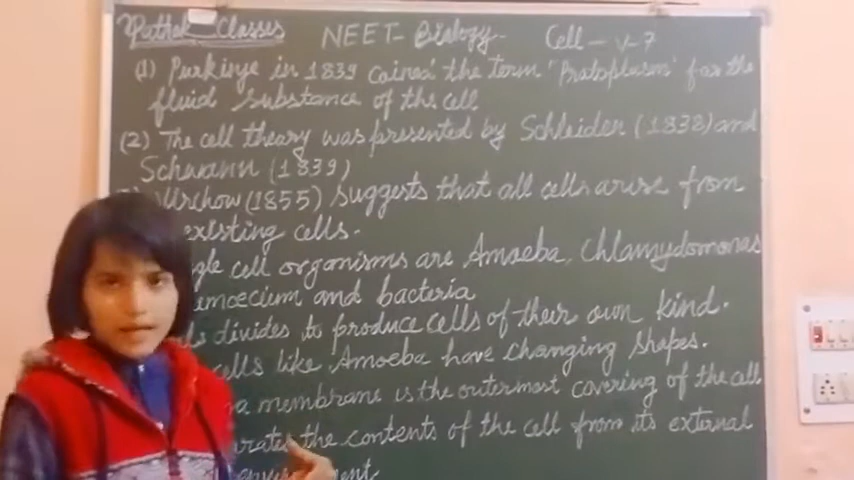 Pathak Classes NEET - Biology Cell - V-7
(1) Purkinje in 1839 coined the term "Protoplasm" for the
fluid substance of the cell
(2) The cell theory was presented by Schleiden (1838) and
Schwann (1839)
Virchow (1855) suggests that all cells arise from
existing cells.
cell organisms are Amoeba, Chlamydomonas
and bacteria
divides to produce cells of their own kind.
cells like Amoeba have changing shapes.
membrane is the outermost covering of the cell
the contents of the cell from its external